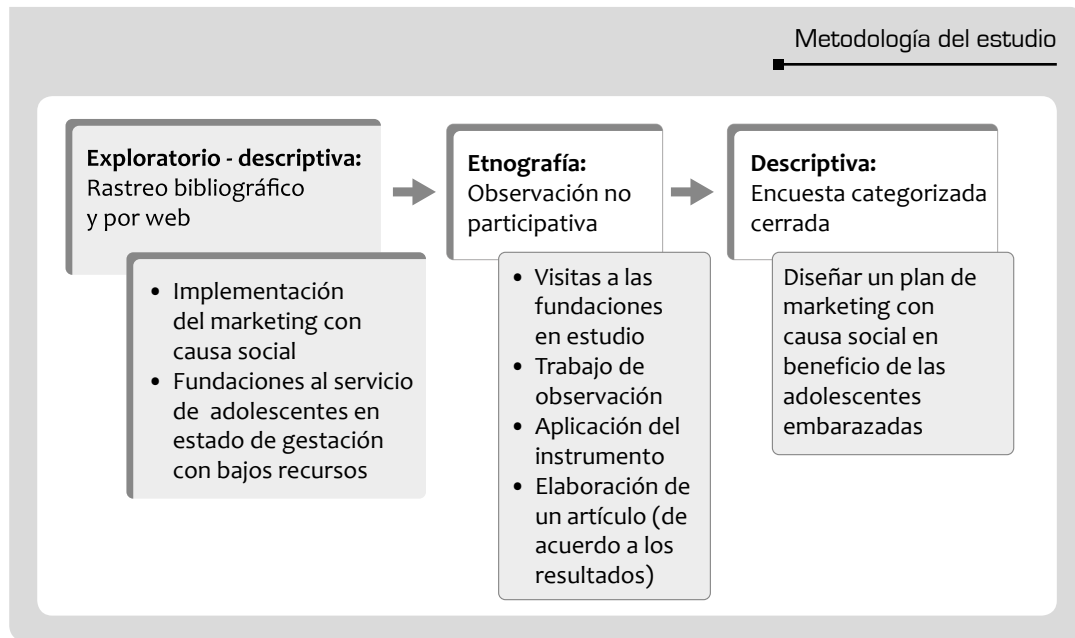 Metodología del estudio
Exploratorio - descriptiva:
Rastreo bibliográfico
y por web
• Implementación
del marketing con
causa social
• Fundaciones al servicio
de adolescentes en
estado de gestación
con bajos recursos
Etnografía:
Observación no
participativa
• Visitas a las
fundaciones
en estudio
• Trabajo de
observación
• Aplicación del
instrumento
• Elaboración de
un artículo (de
acuerdo a los
resultados)
Descriptiva:
Encuesta categorizada
cerrada
Diseñar un plan de
marketing con
causa social en
beneficio de las
adolescentes
embarazadas